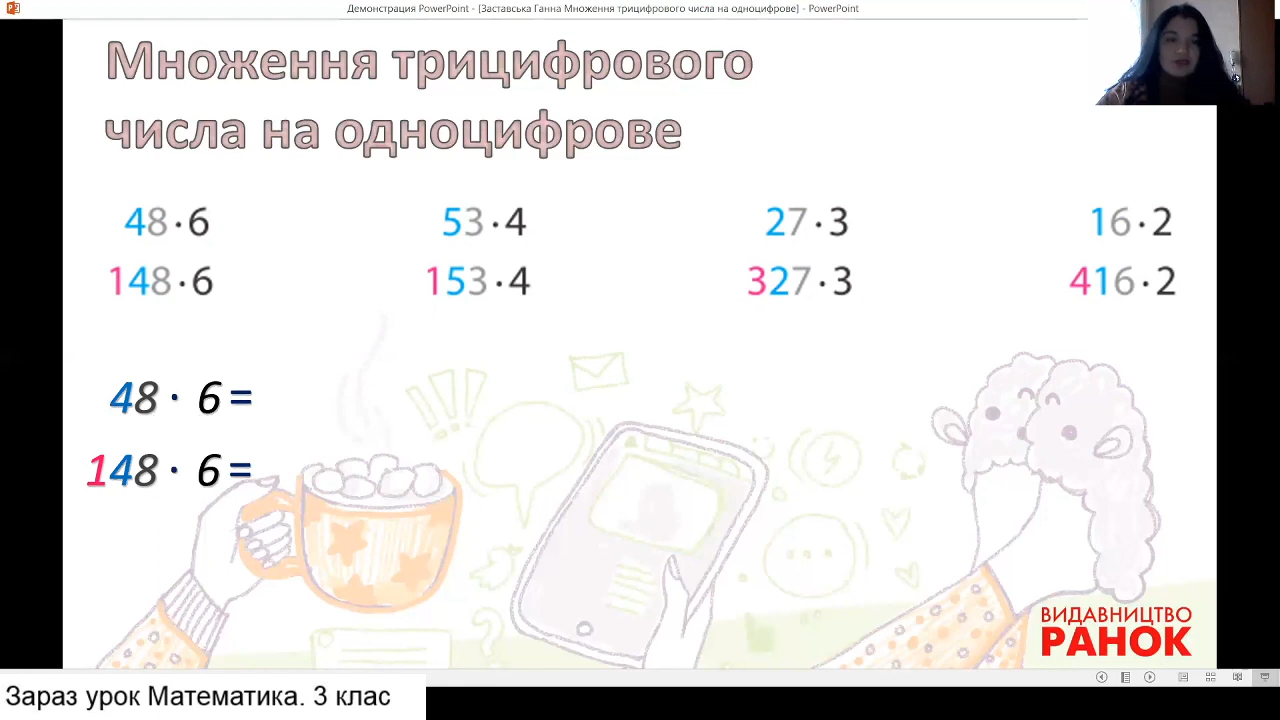 Демонстрация PowerPoint - [Заставська Ганна Множення трицифрового числа на одноцифрове] - PowerPoint
Множення трицифрового
числа на одноцифрове
48·6 53·4 27·3 16·2
148·6 153·4 327·3 416·2
48 · 6 =
148 · 6 =
ВИДАВНИЦТВО
РАНОК
Зараз урок Математика. 3 клас